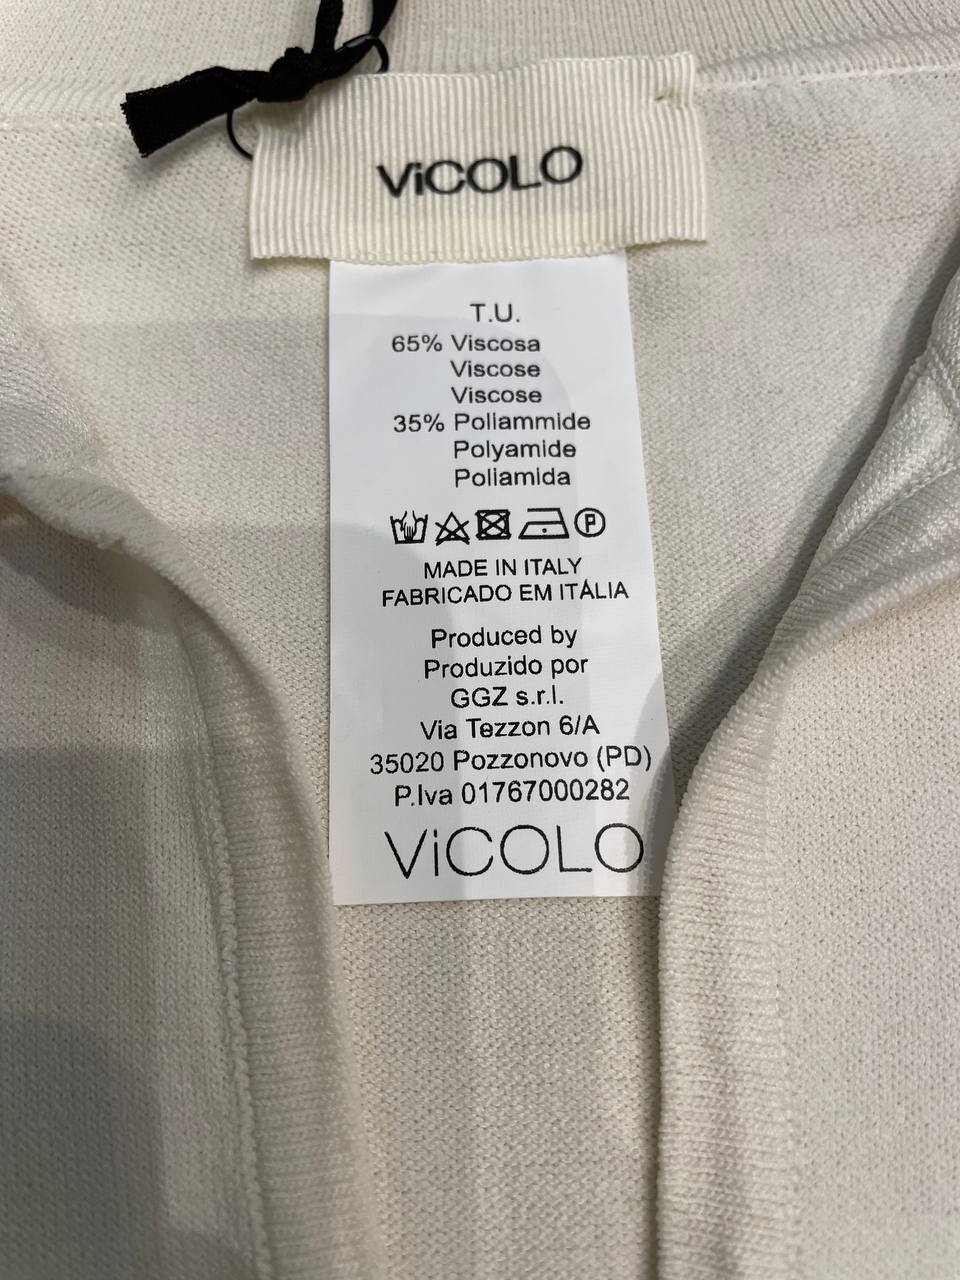 ViCOLO
T.U.
65% Viscosa
Viscose
Viscose
35% Poliammide
Polyamide
Poliamida
P
MADE IN ITALY
FABRICADO EM ITÁLIA
Produced by
Produzido por
GGZ s.r.l.
Via Tezzon 6/A
35020 Pozzonovo (PD)
P.Iva 01767000282
ViCOLO